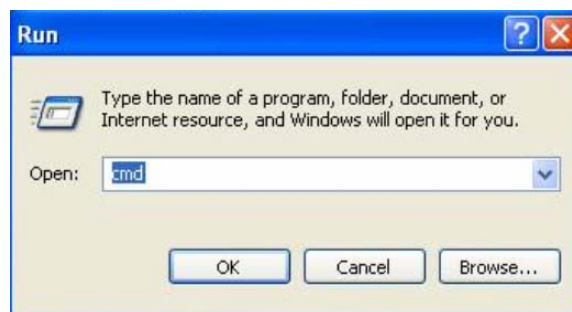 Run
Type the name of a program, folder, document, or
Internet resource, and Windows will open it for you.
Open: cmd
OK Cancel Browse...